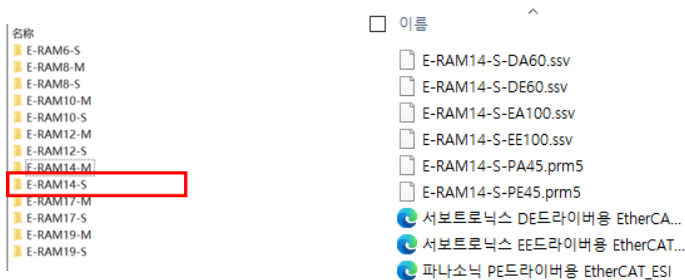 名称
E-RAM6-S
E-RAM8-M
E-RAM8-S
E-RAM10-M
E-RAM10-S
E-RAM12-M
E-RAM12-S
E-RAM14-M
E-RAM14-S
E-RAM17-M
E-RAM17-S
E-RAM19-M
E-RAM19-S
이름
E-RAM14-S-DA60.ssv
E-RAM14-S-DE60.ssv
E-RAM14-S-EA100.ssv
E-RAM14-S-EE100.ssv
E-RAM14-S-PA45.prm5
E-RAM14-S-PE45.prm5
서보트로닉스 DE드라이버용 EtherCA...
서보트로닉스 EE드라이버용 EtherCAT...
파나소닉 PE드라이버용 EtherCAT_ESI